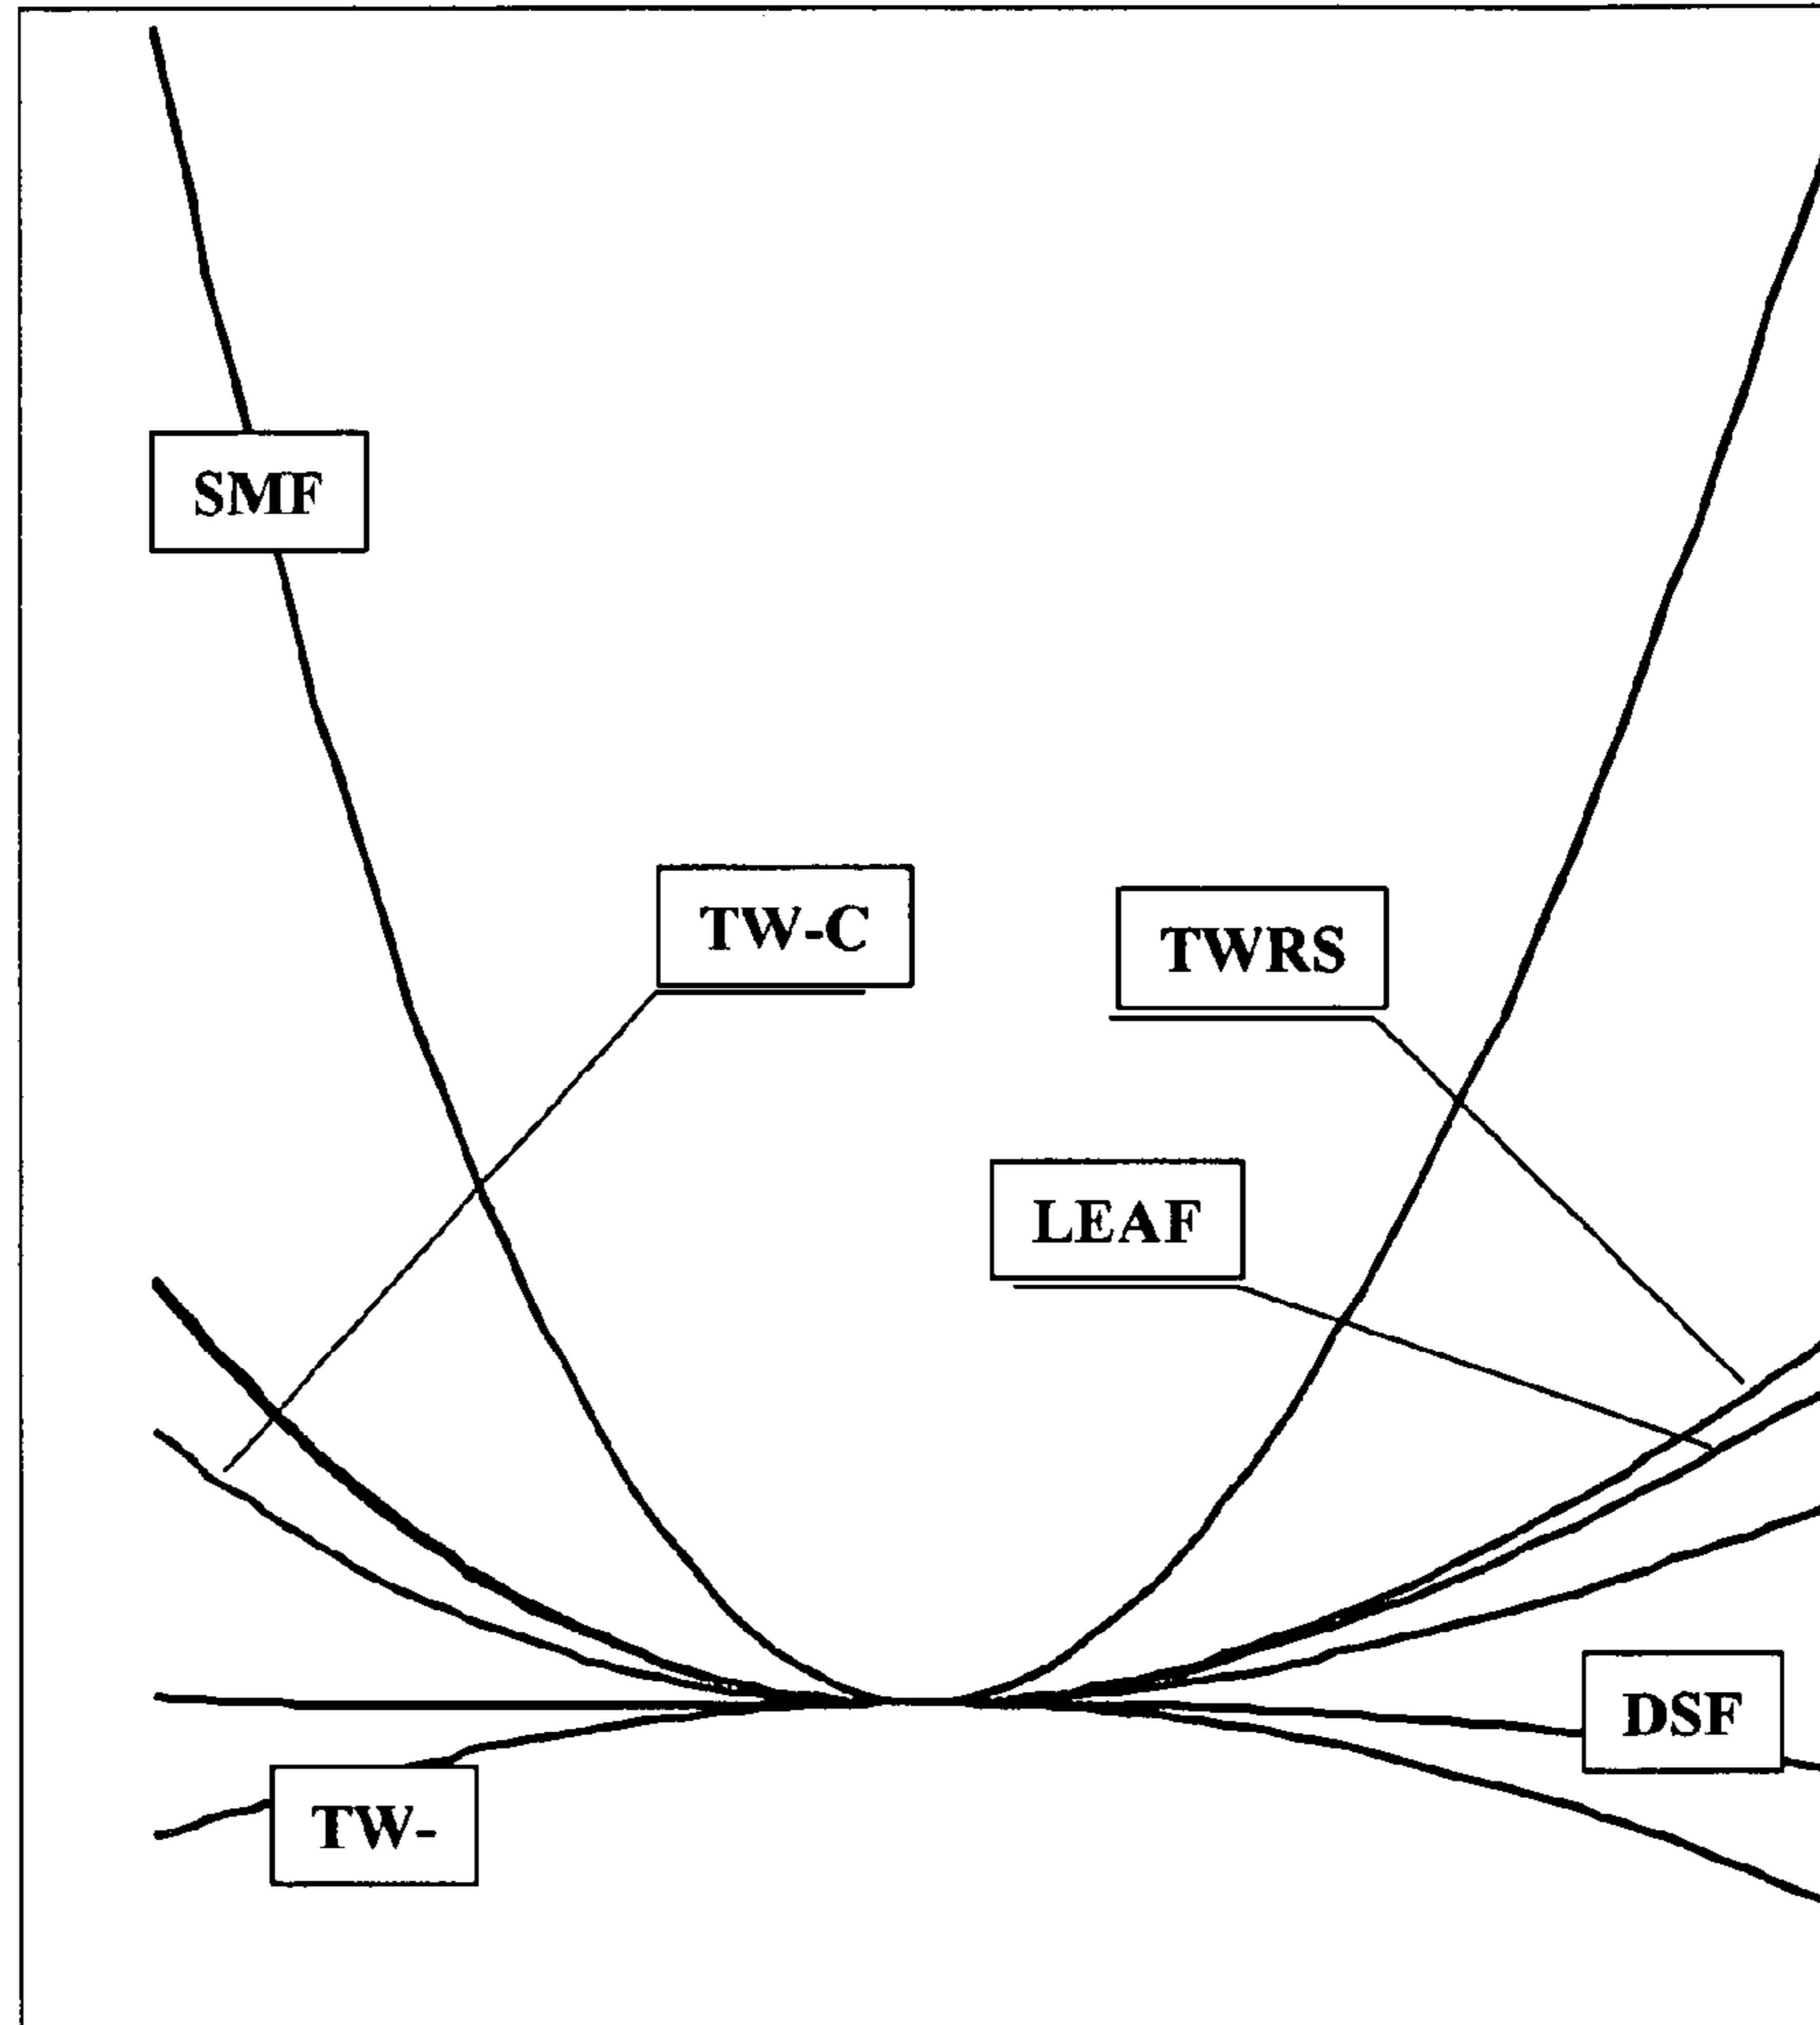 SMF
TW-C
TWRS
LEAF
DSF
TW-